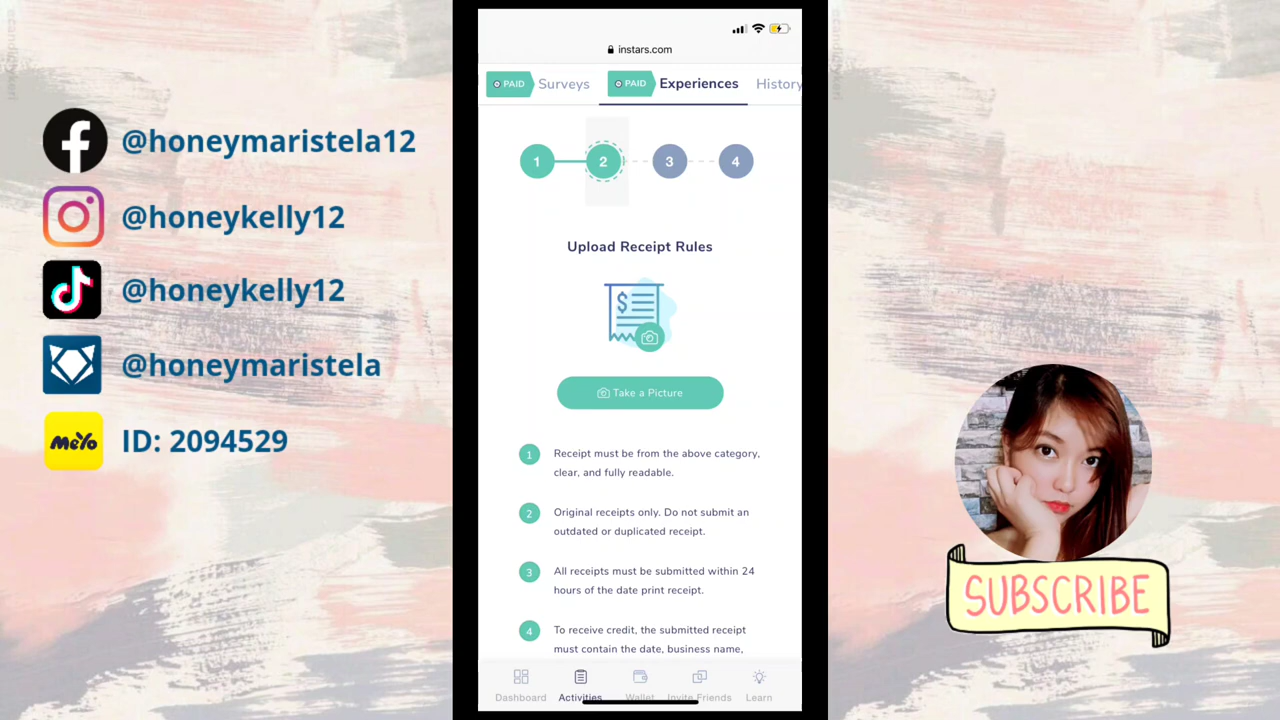 @honeymaristela12
@honeykelly12
@honeykelly12
@honeymaristela
MeYo
ID: 2094529
instars.com
PAID Surveys PAID Experiences History
1 2 3 4
Upload Receipt Rules
$
Take a Picture
1 Receipt must be from the above category,
clear, and fully readable.
2 Original receipts only. Do not submit an
outdated or duplicated receipt.
3 All receipts must be submitted within 24
hours of the date print receipt.
4 To receive credit, the submitted receipt
must contain the date, business name,
Dashboard Activities Wallet Invite Friends Learn
SUBSCRIBE